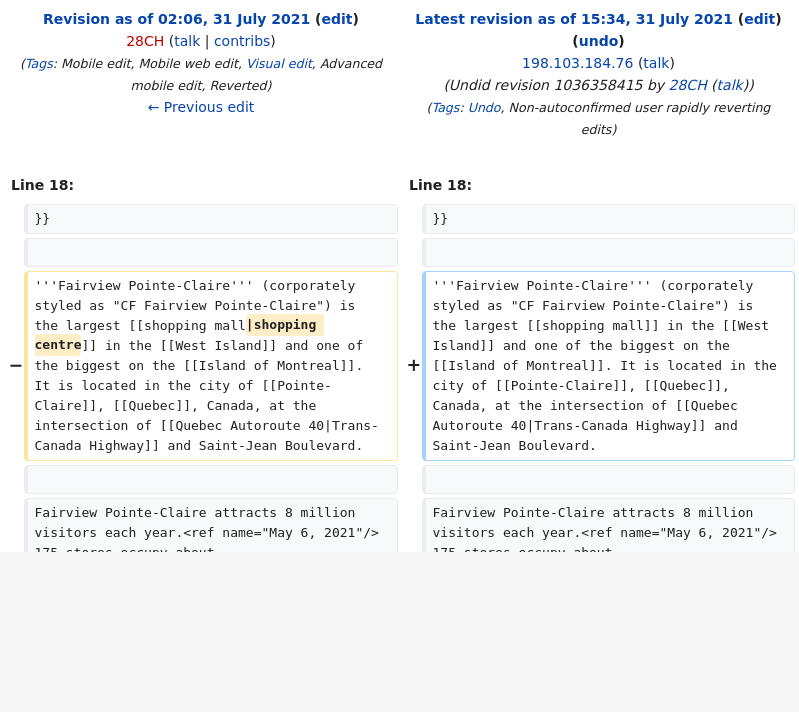 Revision as of 02:06, 31 July 2021 (edit)
28CH (talk | contribs)
(Tags: Mobile edit, Mobile web edit, Visual edit, Advanced
mobile edit, Reverted)
← Previous edit
Latest revision as of 15:34, 31 July 2021 (edit)
(undo)
198.103.184.76 (talk)
(Undid revision 1036358415 by 28CH (talk))
(Tags: Undo, Non-autoconfirmed user rapidly reverting
edits)
Line 18:
}}
− '''Fairview Pointe-Claire''' (corporately
styled as "CF Fairview Pointe-Claire") is
the largest [[shopping mall|shopping
centre]] in the [[West Island]] and one of
the biggest on the [[Island of Montreal]].
It is located in the city of [[Pointe-
Claire]], [[Quebec]], Canada, at the
intersection of [[Quebec Autoroute 40|Trans-
Canada Highway]] and Saint-Jean Boulevard.
Fairview Pointe-Claire attracts 8 million
visitors each year.<ref name="May 6, 2021"/>
175 stores occupy about
Line 18:
}}
+ '''Fairview Pointe-Claire''' (corporately
styled as "CF Fairview Pointe-Claire") is
the largest [[shopping mall]] in the [[West
Island]] and one of the biggest on the
[[Island of Montreal]]. It is located in the
city of [[Pointe-Claire]], [[Quebec]],
Canada, at the intersection of [[Quebec
Autoroute 40|Trans-Canada Highway]] and
Saint-Jean Boulevard.
Fairview Pointe-Claire attracts 8 million
visitors each year.<ref name="May 6, 2021"/>
175 stores occupy about